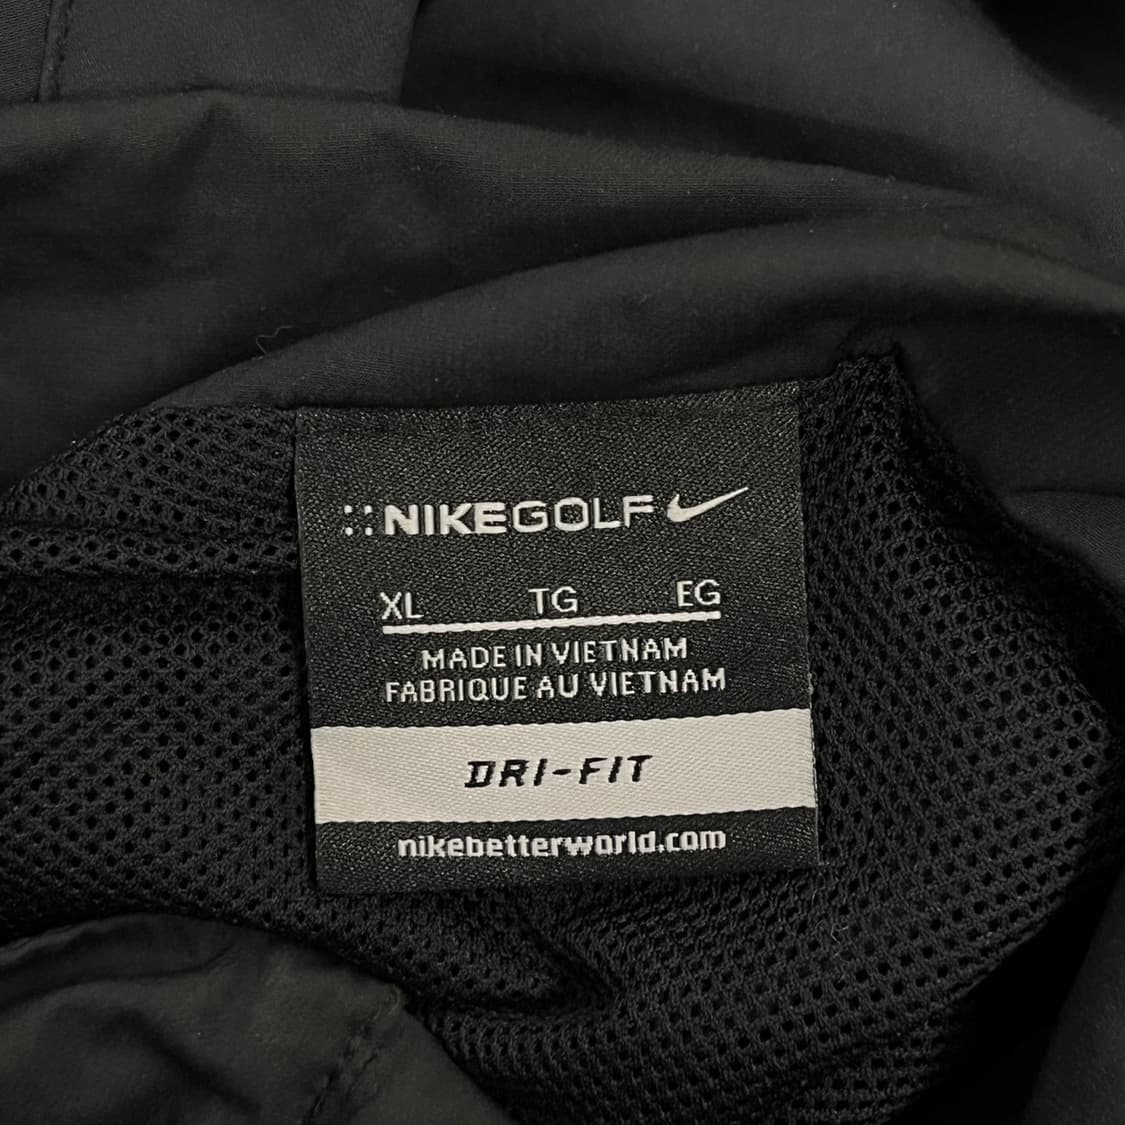 NIKEGOLF
XL TG EG
MADE IN VIETNAM
FABRIQUE AU VIETNAM
DRI-FIT
nikebetterworld.com